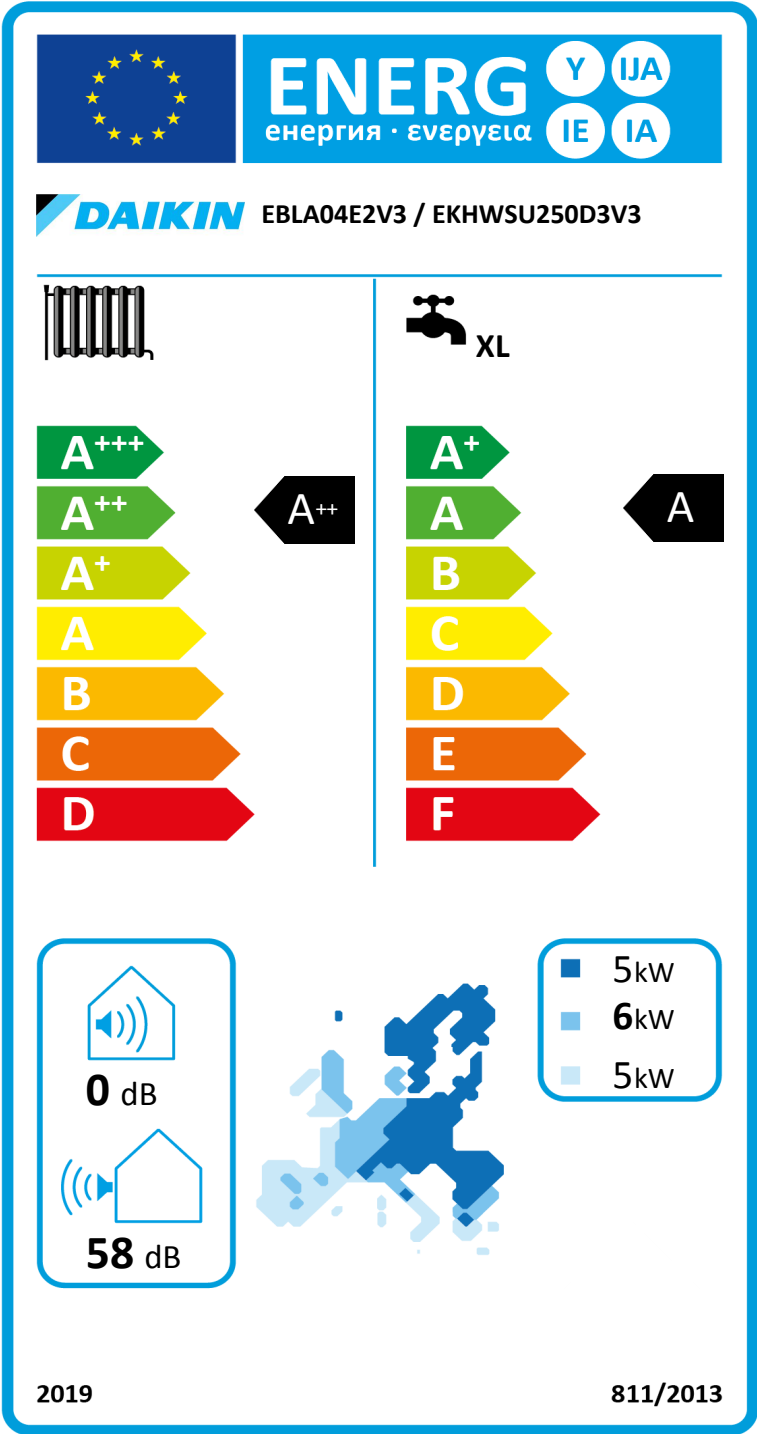 ENERG
енергия · ενεργεια
Y IJA
IE IA
DAIKIN EBLA04E2V3 / EKHWSU250D3V3
XL
A+++
A++
A+
A
B
C
D
A++
A+
A
B
C
D
E
F
A
0 dB
58 dB
5kW
6kW
5kW
2019
811/2013